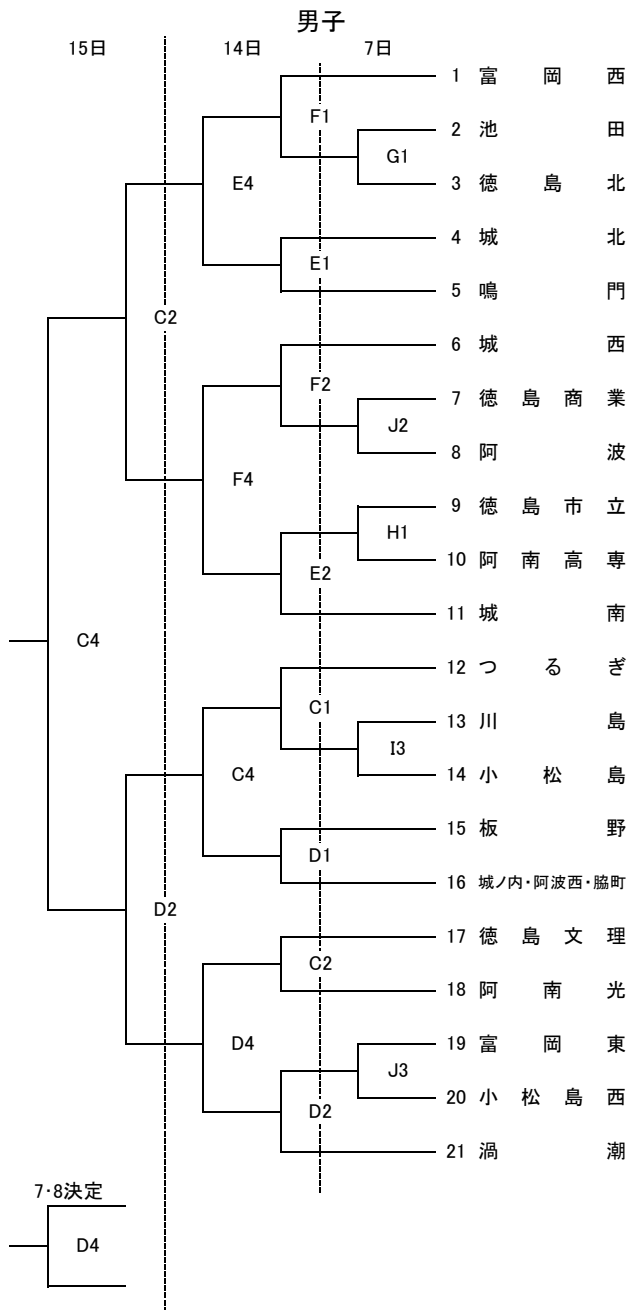 男子
15日 14日 7日
1 富岡西
F1
2 池田
G1
3 徳島北
E4
4 城北
E1
5 鳴門
C2
6 城西
F2
7 徳島商業
J2
8 阿波
F4
9 徳島市立
H1
10 阿南高専
E2
11 城南
C4
12 つるぎ
C1
13 川島
I3
14 小松島
C4
15 板野
D1
16 城ノ内・阿波西・脇町
D2
17 徳島文理
C2
18 阿南光
D4
19 富岡東
J3
20 小松島西
D2
21 渦潮
7・8決定
D4